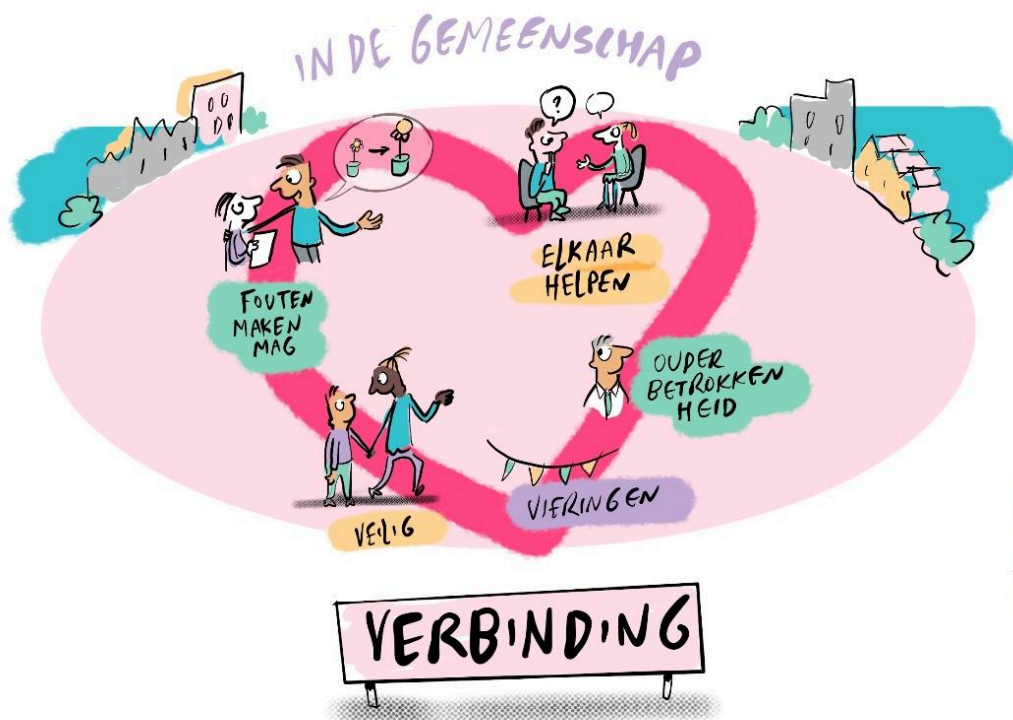 IN DE GEMEENSCHAP
?
ELKAAR
HELPEN
FOUTEN
MAKEN
MAG
OUDER
BETROKKEN
HEID
VIERINGEN
VEILIG
VERBINDING